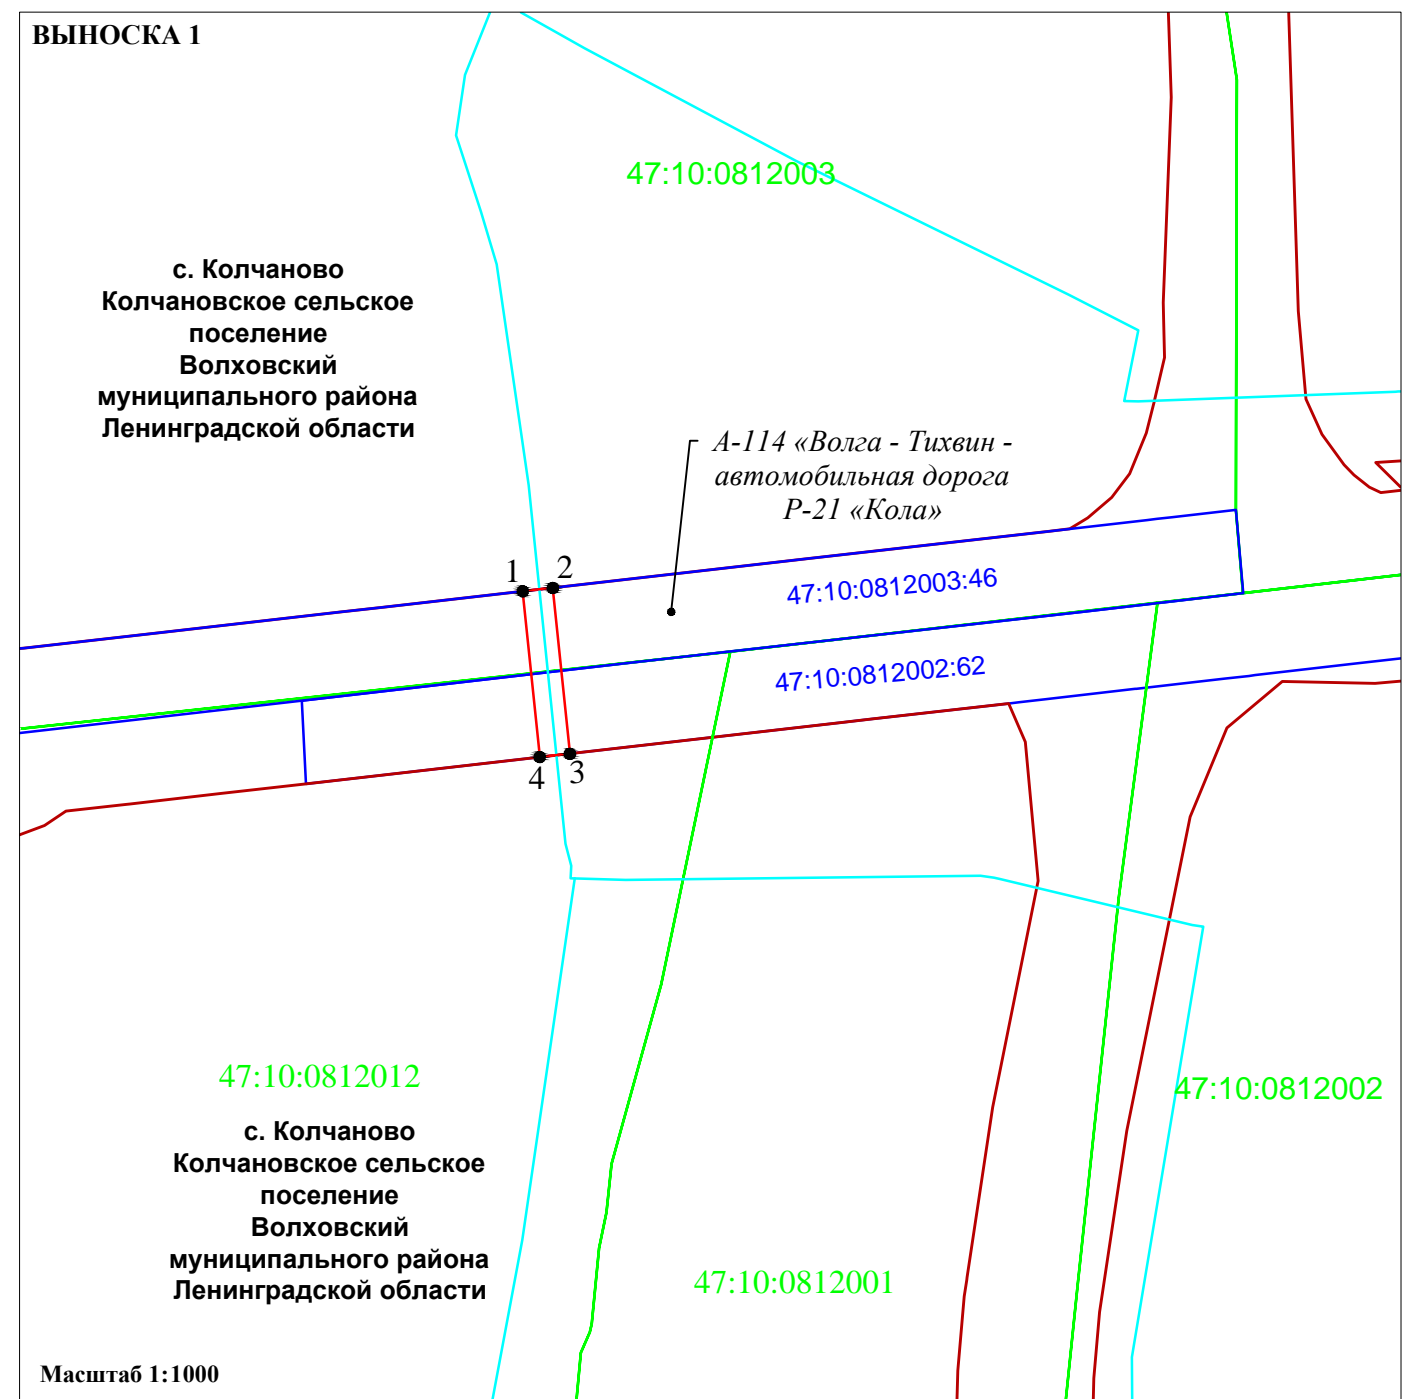 ВЫНОСКА 1
47:10:0812003
с. Колчаново
Колчановское сельское
поселение
Волховский
муниципального района
Ленинградской области
А-114 «Волга - Тихвин -
автомобильная дорога
Р-21 «Кола»
1
2
47:10:0812003:46
47:10:0812002:62
4
3
47:10:0812012
47:10:0812002
с. Колчаново
Колчановское сельское
поселение
Волховский
муниципального района
Ленинградской области
47:10:0812001
Масштаб 1:1000